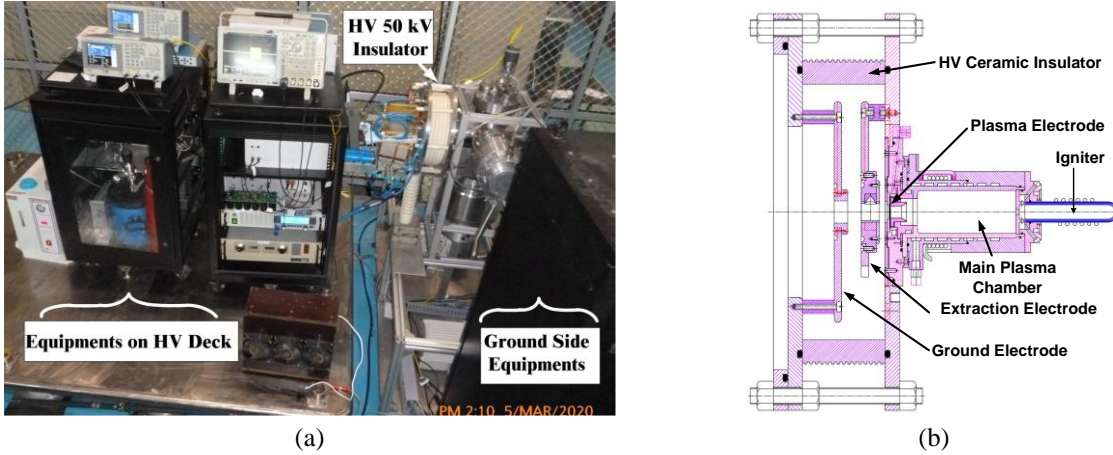 HV 50 kV
Insulator
Equipments on HV Deck
Ground Side
Equipments
PM 2:10 5/MAR/2020
(a)
HV Ceramic Insulator
Plasma Electrode
Igniter
Main Plasma
Chamber
Extraction Electrode
Ground Electrode
(b)